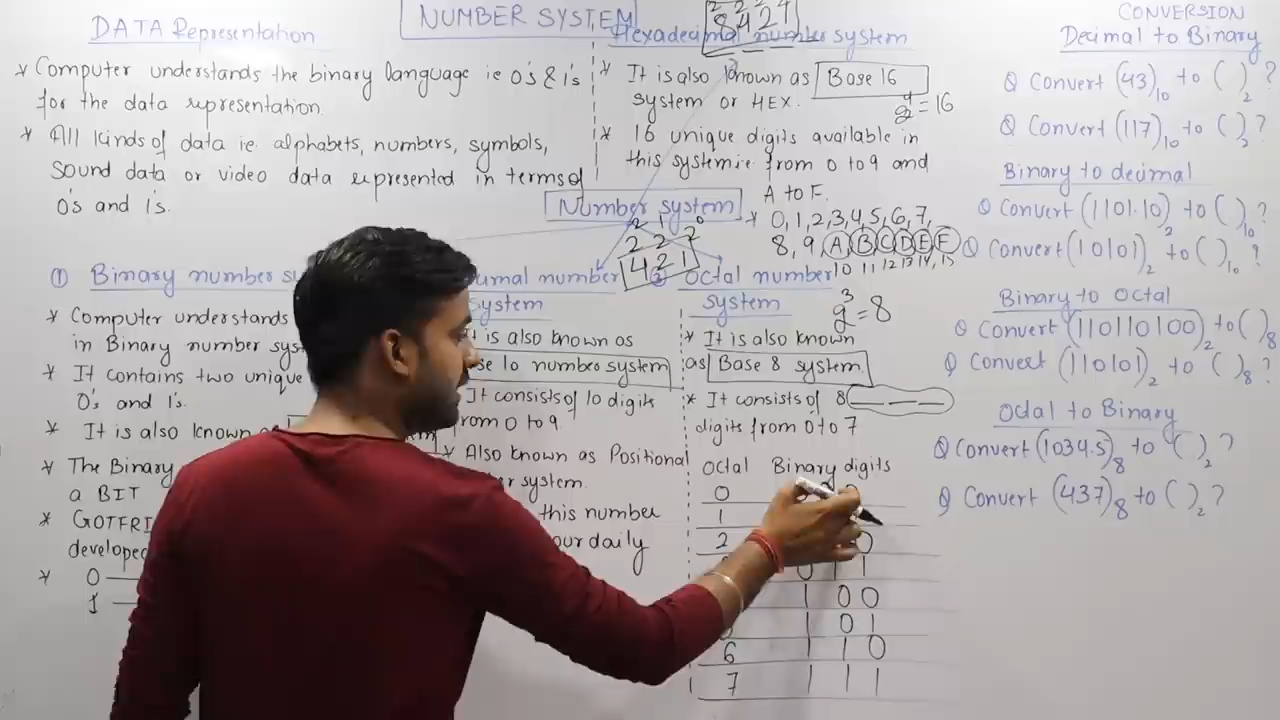 NUMBER SYSTEM
DATA Representation
* Computer understands the binary language ie 0's & 1's
for the data representation.
* All kinds of data ie. alphabets, numbers, symbols,
sound data or video data represented in terms of
0's and 1's.
Hexadecimal number system
8 4 2 1
* It is also known as Base 16
system or HEX.
2⁴ = 16
* 16 unique digits available in
this system i.e. from 0 to 9 and
A to F.
* 0, 1, 2, 3, 4, 5, 6, 7,
8, 9, A, B, C, D, E, F
10 11 12 13 14, 15
Number system
2² 2¹ 2⁰
4 2 1
① Binary number
* Computer understands
in Binary number
* It contains two unique
0's and 1's.
* It is also known
* The Binary
a BIT
*
developed
* 0
1
number
system
is also known as
10 number system
It consists of 10 digits
from 0 to 9.
* Also known as Positional
system.
this number
our daily
Octal number
system
2³ = 8
* It is also known
as Base 8 system.
* It consists of 8
digits from 0 to 7
Octal Binary digits
0
1
2 0
0 1 1
1 0 0
1 0 1
6 1 1 0
7 1 1 1
CONVERSION
Decimal to Binary
Q Convert (43)₁₀ to ( )₂ ?
Q Convert (117)₁₀ to ( )₂ ?
Binary to decimal
Q Convert (1101.10)₂ to ( )₁₀ ?
Q Convert (10101)₂ to ( )₁₀ ?
Binary to Octal
Q Convert (110110100)₂ to ( )₈
Q Convert (110101)₂ to ( )₈ ?
Octal to Binary
Q Convert (1034.5)₈ to ( )₂ ?
Q Convert (437)₈ to ( )₂ ?